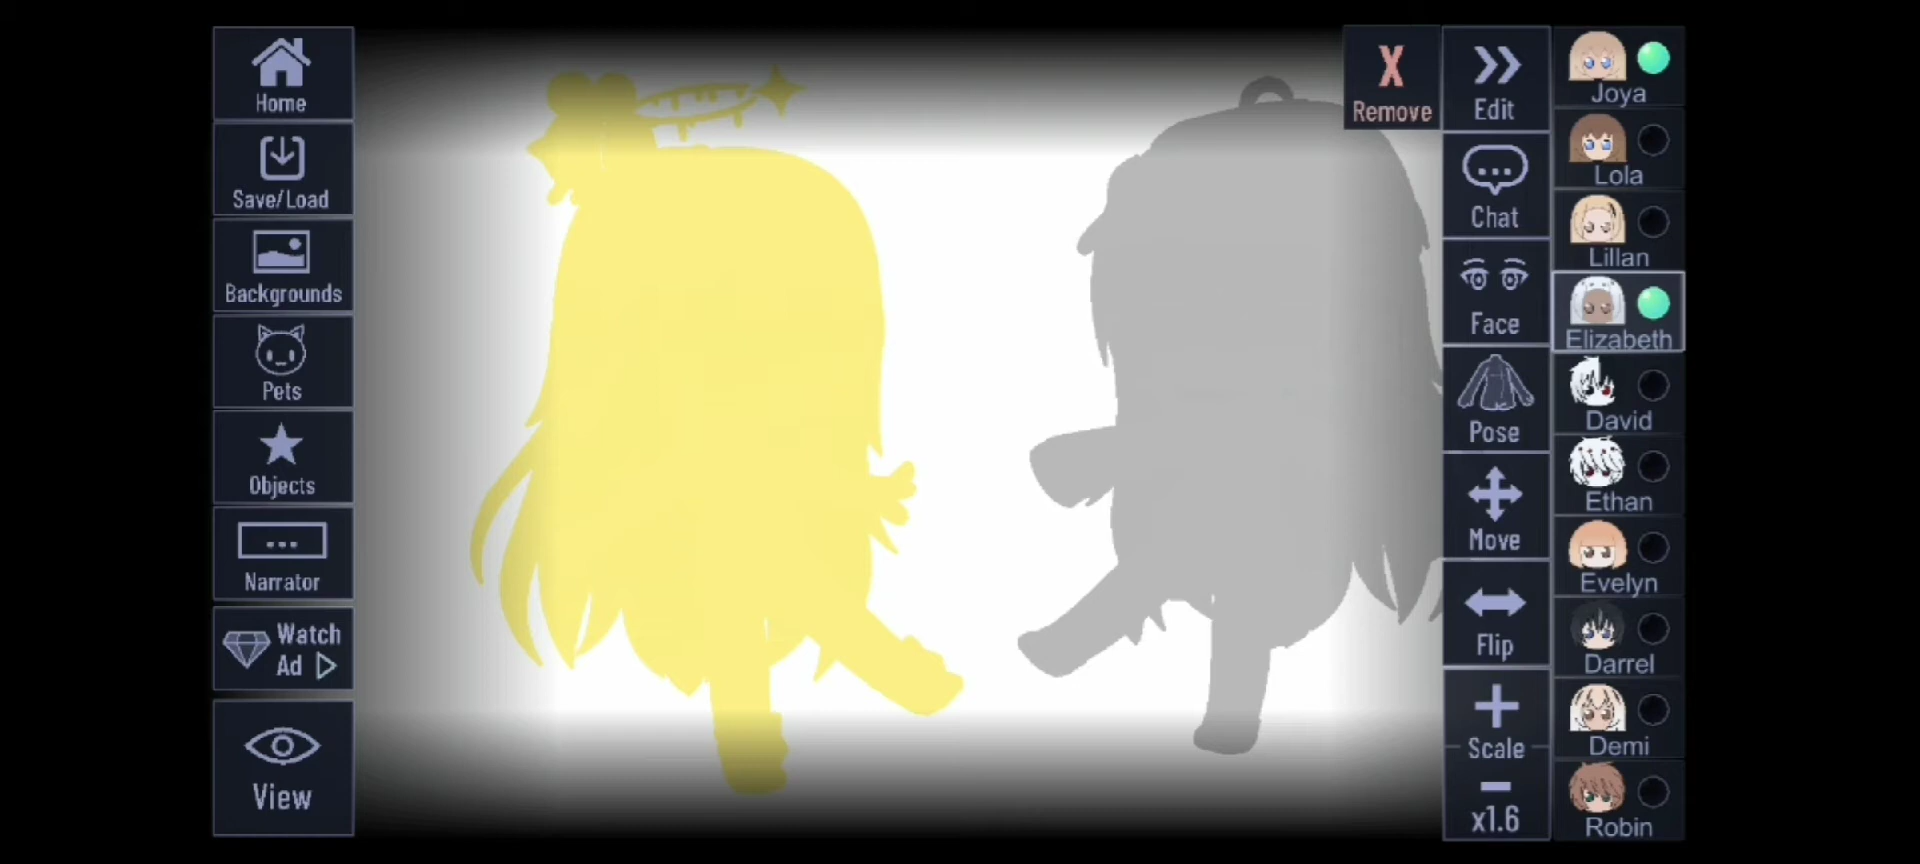 Home
Save/Load
Backgrounds
Pets
Objects
Narrator
Watch
Ad
View
X
Remove
Edit
Chat
Face
Pose
Move
Flip
Scale
x1.6
Joya
Lola
Lillan
Elizabeth
David
Ethan
Evelyn
Darrel
Demi
Robin